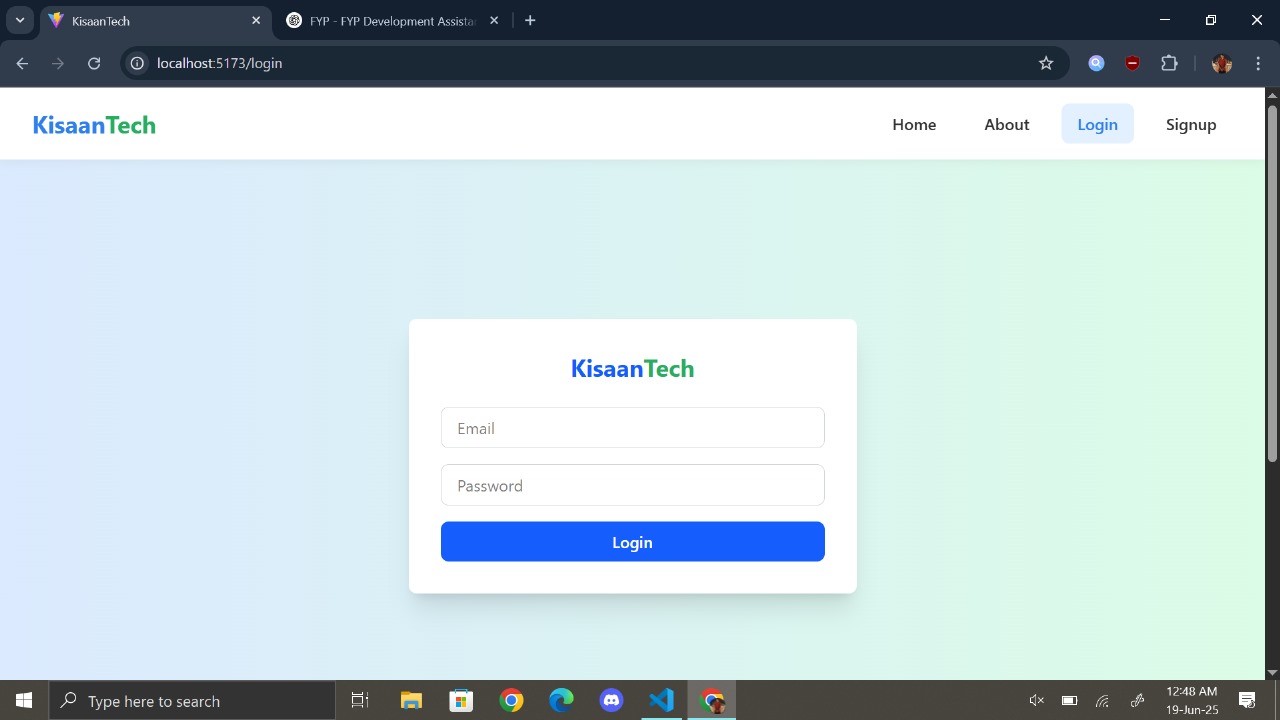 KisaanTech
FYP - FYP Development Assista
localhost:5173/login
KisaanTech
Home
About
Login
Signup
KisaanTech
Email
Password
Login
Type here to search
12:48 AM
19-Jun-25